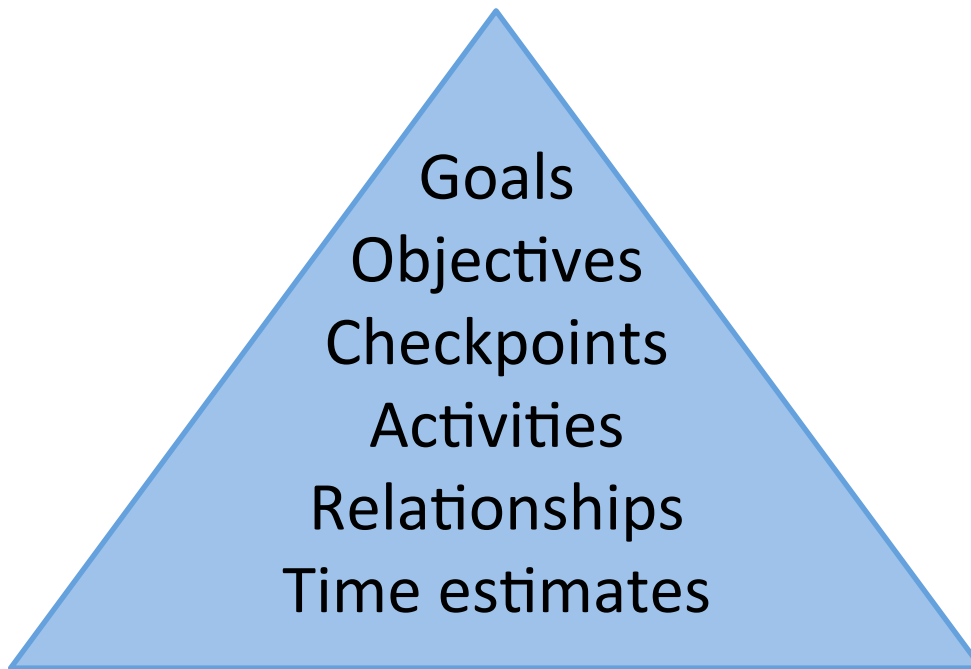 Goals
Objectives
Checkpoints
Activities
Relationships
Time estimates